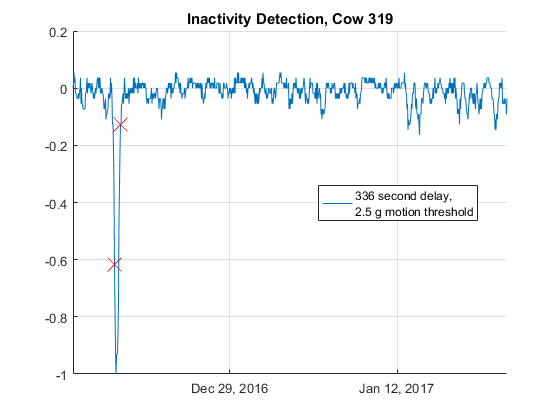 Inactivity Detection, Cow 319
0.2
0
-0.2
-0.4
-0.6
-0.8
-1
336 second delay,
2.5 g motion threshold
Dec 29, 2016
Jan 12, 2017